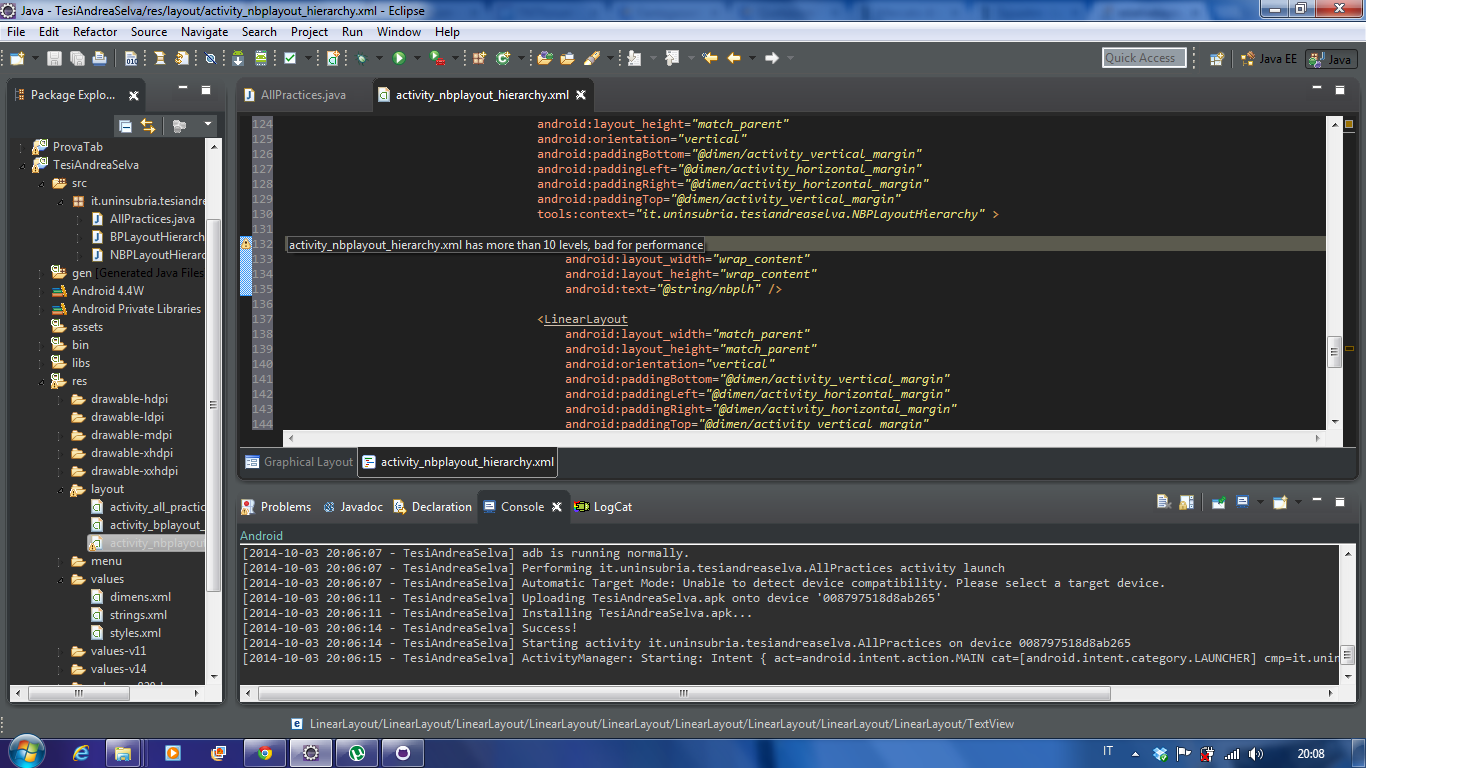 Java - TesiAndreaSelva/res/layout/activity_nbplayout_hierarchy.xml - Eclipse
File Edit Refactor Source Navigate Search Project Run Window Help
Quick Access
Java EE
Java
Package Explo...
AllPractices.java
activity_nbplayout_hierarchy.xml
ProvaTab
TesiAndreaSelva
src
it.uninsubria.tesiandre
AllPractices.java
BPLayoutHierarch
NBPLayoutHierarc
gen [Generated Java Files
Android 4.4W
Android Private Libraries
assets
bin
libs
res
drawable-hdpi
drawable-ldpi
drawable-mdpi
drawable-xhdpi
drawable-xxhdpi
layout
activity_all_practic
activity_bplayout_
activity_nbplayout
menu
values
dimens.xml
strings.xml
styles.xml
values-v11
values-v14
124 android:layout_height="match_parent"
125 android:orientation="vertical"
126 android:paddingBottom="@dimen/activity_vertical_margin"
127 android:paddingLeft="@dimen/activity_horizontal_margin"
128 android:paddingRight="@dimen/activity_horizontal_margin"
129 android:paddingTop="@dimen/activity_vertical_margin"
130 tools:context="it.uninsubria.tesiandreaselva.NBPLayoutHierarchy" >
131
132 activity_nbplayout_hierarchy.xml has more than 10 levels, bad for performance
133 android:layout_width="wrap_content"
134 android:layout_height="wrap_content"
135 android:text="@string/nbplh" />
136
137 <LinearLayout
138 android:layout_width="match_parent"
139 android:layout_height="match_parent"
140 android:orientation="vertical"
141 android:paddingBottom="@dimen/activity_vertical_margin"
142 android:paddingLeft="@dimen/activity_horizontal_margin"
143 android:paddingRight="@dimen/activity_horizontal_margin"
144 android:paddingTop="@dimen/activity_vertical_margin"
Graphical Layout
activity_nbplayout_hierarchy.xml
Problems Javadoc Declaration Console LogCat
Android
[2014-10-03 20:06:07 - TesiAndreaSelva] adb is running normally.
[2014-10-03 20:06:07 - TesiAndreaSelva] Performing it.uninsubria.tesiandreaselva.AllPractices activity launch
[2014-10-03 20:06:07 - TesiAndreaSelva] Automatic Target Mode: Unable to detect device compatibility. Please select a target device.
[2014-10-03 20:06:11 - TesiAndreaSelva] Uploading TesiAndreaSelva.apk onto device '008797518d8ab265'
[2014-10-03 20:06:11 - TesiAndreaSelva] Installing TesiAndreaSelva.apk...
[2014-10-03 20:06:14 - TesiAndreaSelva] Success!
[2014-10-03 20:06:14 - TesiAndreaSelva] Starting activity it.uninsubria.tesiandreaselva.AllPractices on device 008797518d8ab265
[2014-10-03 20:06:15 - TesiAndreaSelva] ActivityManager: Starting: Intent { act=android.intent.action.MAIN cat=[android.intent.category.LAUNCHER] cmp=it.unin
LinearLayout/LinearLayout/LinearLayout/LinearLayout/LinearLayout/LinearLayout/LinearLayout/LinearLayout/LinearLayout/TextView
IT
20:08